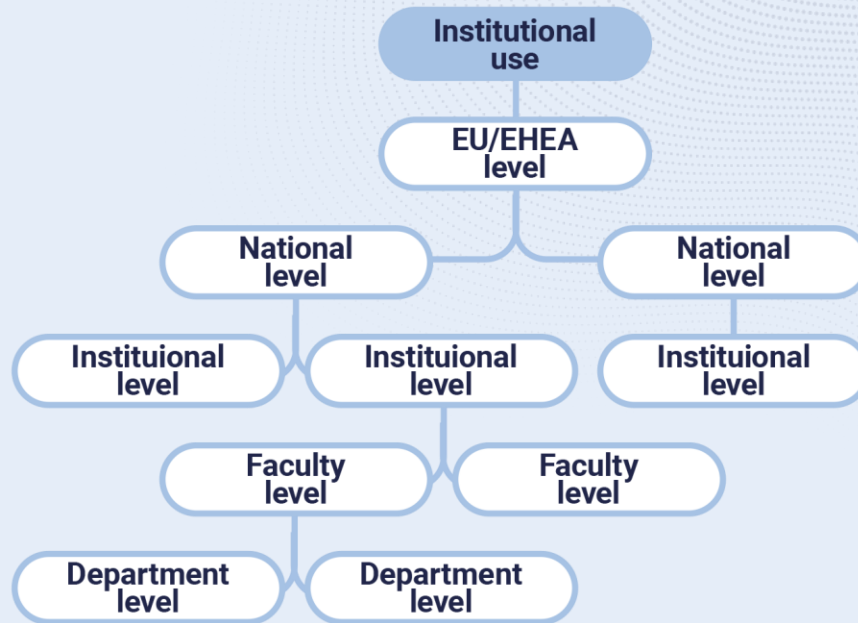 Institutional
use
EU/EHEA
level
National
level
National
level
Instituional
level
Instituional
level
Instituional
level
Faculty
level
Faculty
level
Department
level
Department
level